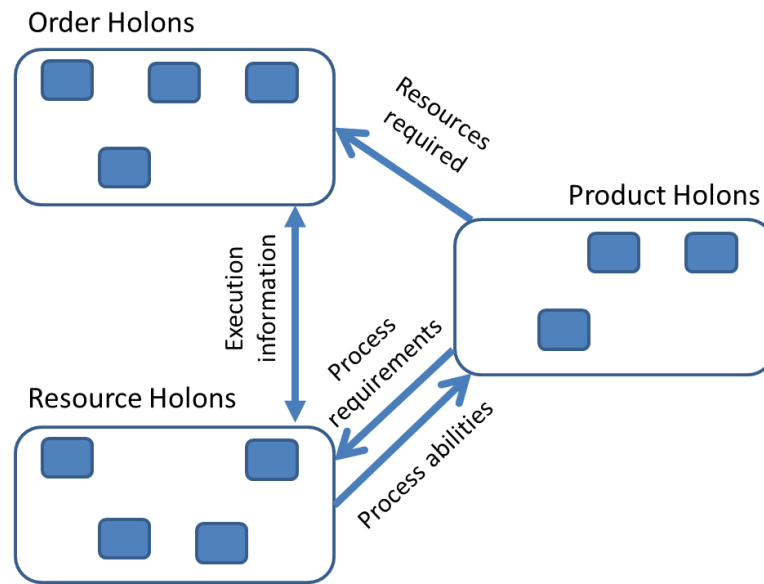 Order Holons
Resources
required
Product Holons
Execution
information
Process
requirements
Process abilities
Resource Holons